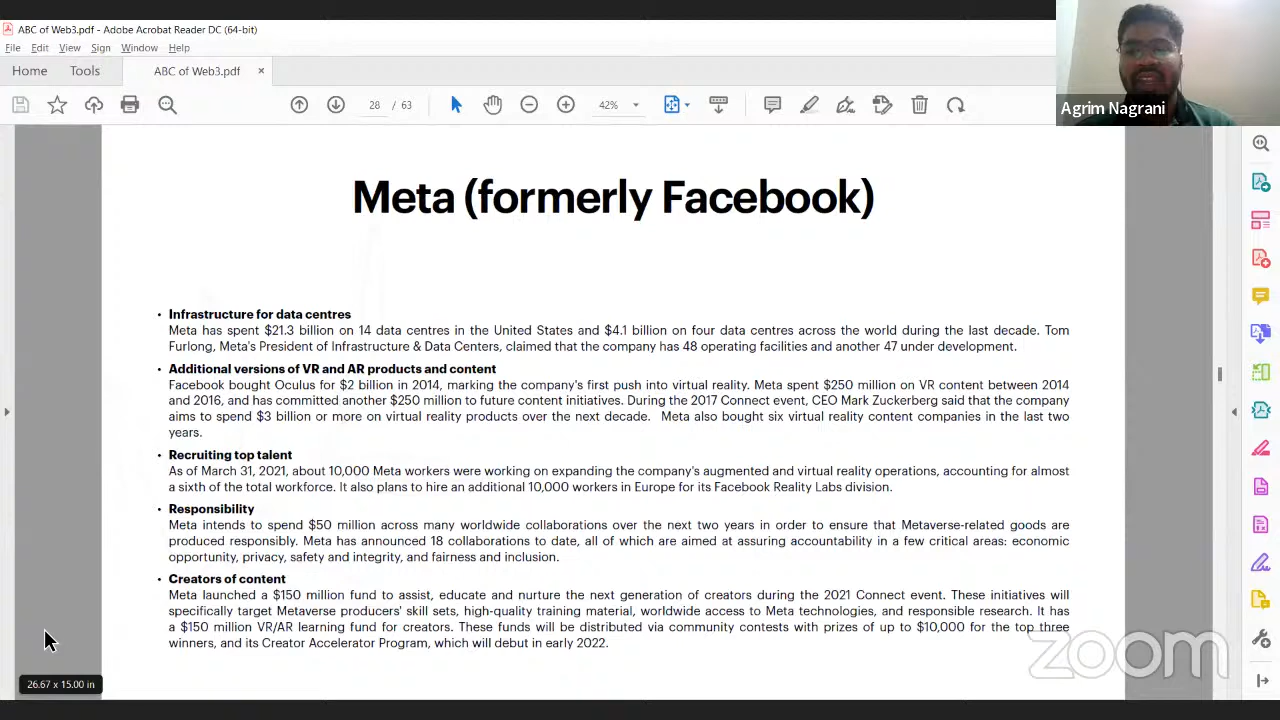 ABC of Web3.pdf - Adobe Acrobat Reader DC (64-bit)
File Edit View Sign Window Help
Home Tools ABC of Web3.pdf ×
28 / 63 42%
Agrim Nagrani
Meta (formerly Facebook)
• Infrastructure for data centres
Meta has spent $21.3 billion on 14 data centres in the United States and $4.1 billion on four data centres across the world during the last decade. Tom
Furlong, Meta's President of Infrastructure & Data Centers, claimed that the company has 48 operating facilities and another 47 under development.
• Additional versions of VR and AR products and content
Facebook bought Oculus for $2 billion in 2014, marking the company's first push into virtual reality. Meta spent $250 million on VR content between 2014
and 2016, and has committed another $250 million to future content initiatives. During the 2017 Connect event, CEO Mark Zuckerberg said that the company
aims to spend $3 billion or more on virtual reality products over the next decade. Meta also bought six virtual reality content companies in the last two
years.
• Recruiting top talent
As of March 31, 2021, about 10,000 Meta workers were working on expanding the company's augmented and virtual reality operations, accounting for almost
a sixth of the total workforce. It also plans to hire an additional 10,000 workers in Europe for its Facebook Reality Labs division.
• Responsibility
Meta intends to spend $50 million across many worldwide collaborations over the next two years in order to ensure that Metaverse-related goods are
produced responsibly. Meta has announced 18 collaborations to date, all of which are aimed at assuring accountability in a few critical areas: economic
opportunity, privacy, safety and integrity, and fairness and inclusion.
• Creators of content
Meta launched a $150 million fund to assist, educate and nurture the next generation of creators during the 2021 Connect event. These initiatives will
specifically target Metaverse producers' skill sets, high-quality training material, worldwide access to Meta technologies, and responsible research. It has
a $150 million VR/AR learning fund for creators. These funds will be distributed via community contests with prizes of up to $10,000 for the top three
winners, and its Creator Accelerator Program, which will debut in early 2022.
zoom
26.67 x 15.00 in